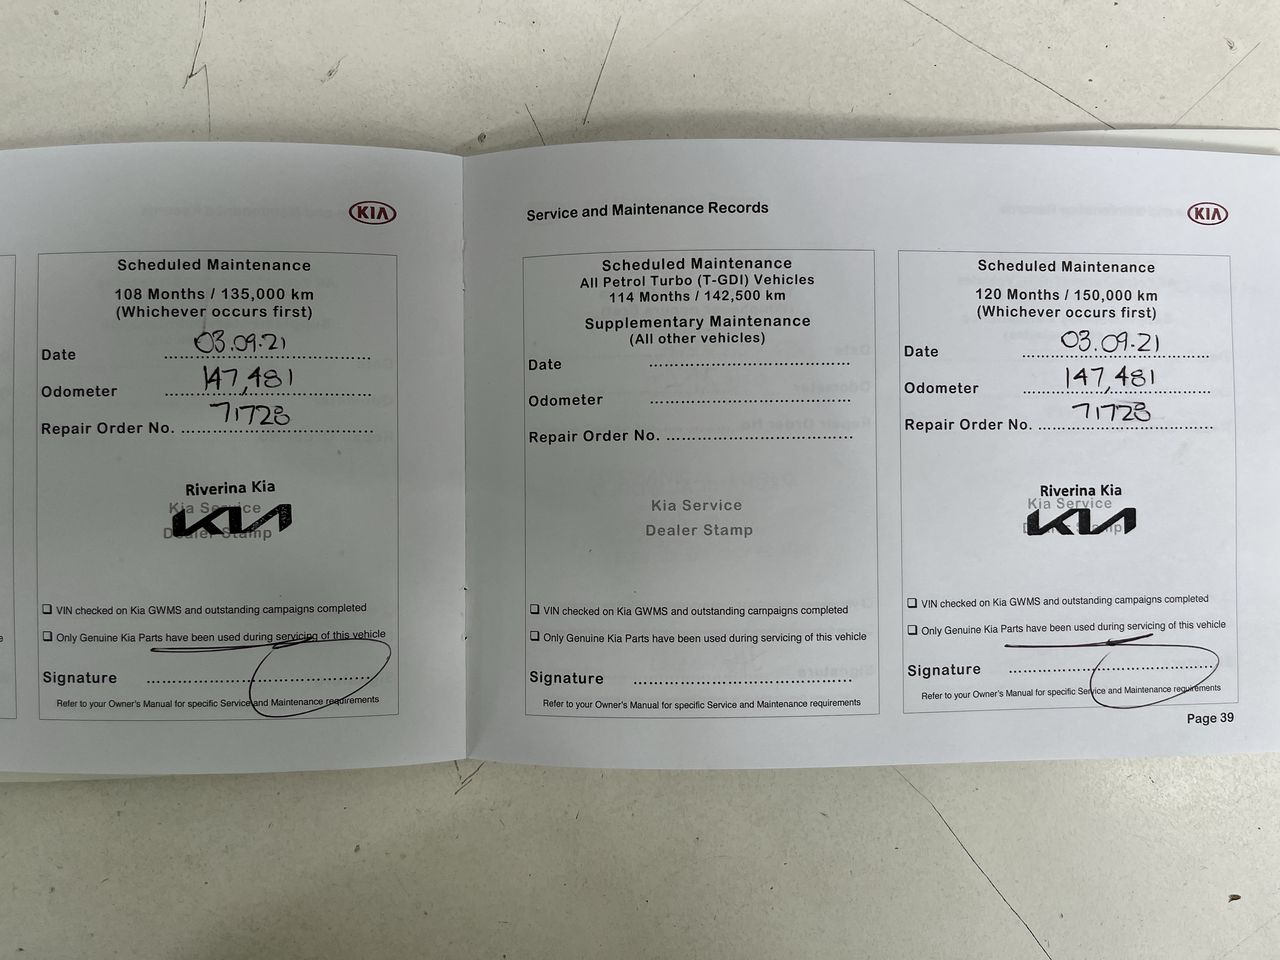 KIA
Scheduled Maintenance
108 Months / 135,000 km
(Whichever occurs first)
Date 03.09.21
Odometer 147,481
Repair Order No. 71728
Riverina Kia
Kia Service
KIA
Dealer Stamp
VIN checked on Kia GWMS and outstanding campaigns completed
Only Genuine Kia Parts have been used during servicing of this vehicle
Signature
Refer to your Owner's Manual for specific Service and Maintenance requirements
Service and Maintenance Records
KIA
Scheduled Maintenance
All Petrol Turbo (T-GDI) Vehicles
114 Months / 142,500 km
Supplementary Maintenance
(All other vehicles)
Date
Odometer
Repair Order No.
Kia Service
Dealer Stamp
VIN checked on Kia GWMS and outstanding campaigns completed
Only Genuine Kia Parts have been used during servicing of this vehicle
Signature
Refer to your Owner's Manual for specific Service and Maintenance requirements
Scheduled Maintenance
120 Months / 150,000 km
(Whichever occurs first)
Date 03.09.21
Odometer 147,481
Repair Order No. 71728
Riverina Kia
Kia Service
KIA
Dealer Stamp
VIN checked on Kia GWMS and outstanding campaigns completed
Only Genuine Kia Parts have been used during servicing of this vehicle
Signature
Refer to your Owner's Manual for specific Service and Maintenance requirements
Page 39